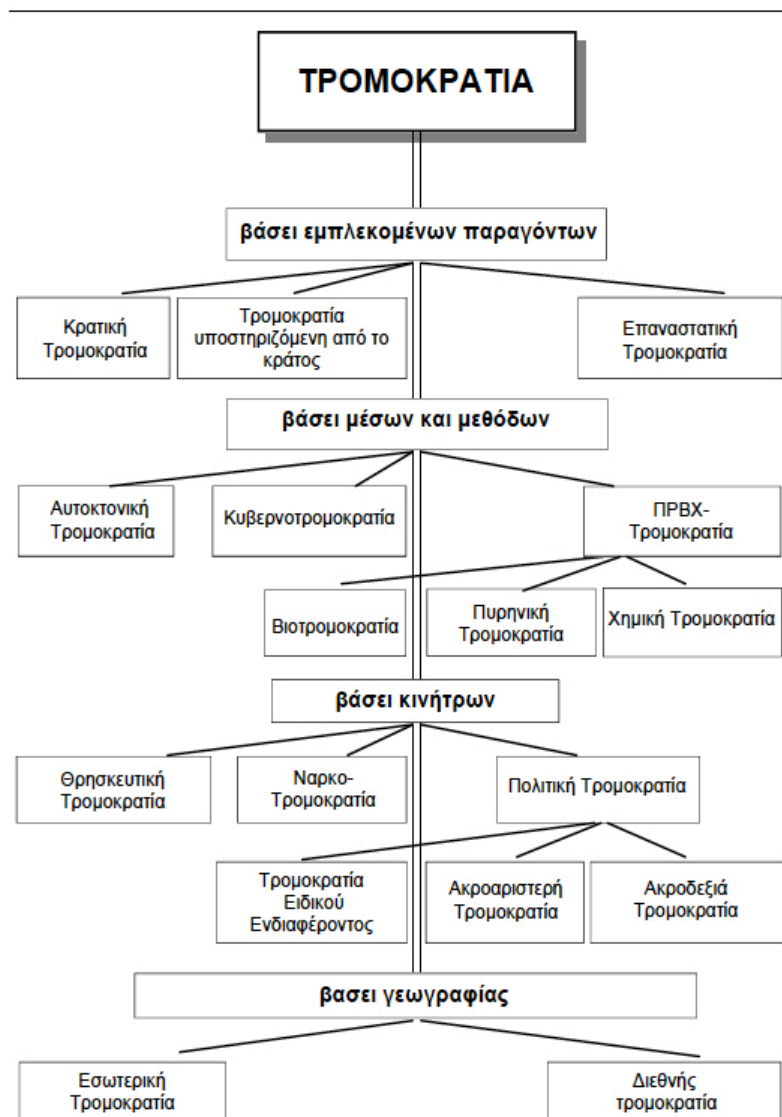 ΤΡΟΜΟΚΡΑΤΙΑ
βάσει εμπλεκομένων παραγόντων
Κρατική
Τρομοκρατία
Τρομοκρατία
υποστηριζόμενη από το
κράτος
Επαναστατική
Τρομοκρατία
βάσει μέσων και μεθόδων
Αυτοκτονική
Τρομοκρατία
Κυβερνοτρομοκρατία
ΠΡΒΧ-
Τρομοκρατία
Βιοτρομοκρατία
Πυρηνική
Τρομοκρατία
Χημική Τρομοκρατία
βάσει κινήτρων
Θρησκευτική
Τρομοκρατία
Ναρκο-
Τρομοκρατία
Πολιτική Τρομοκρατία
Τρομοκρατία
Ειδικού
Ενδιαφέροντος
Ακροαριστερή
Τρομοκρατία
Ακροδεξιά
Τρομοκρατία
βασει γεωγραφίας
Εσωτερική
Τρομοκρατία
Διεθνής
τρομοκρατία